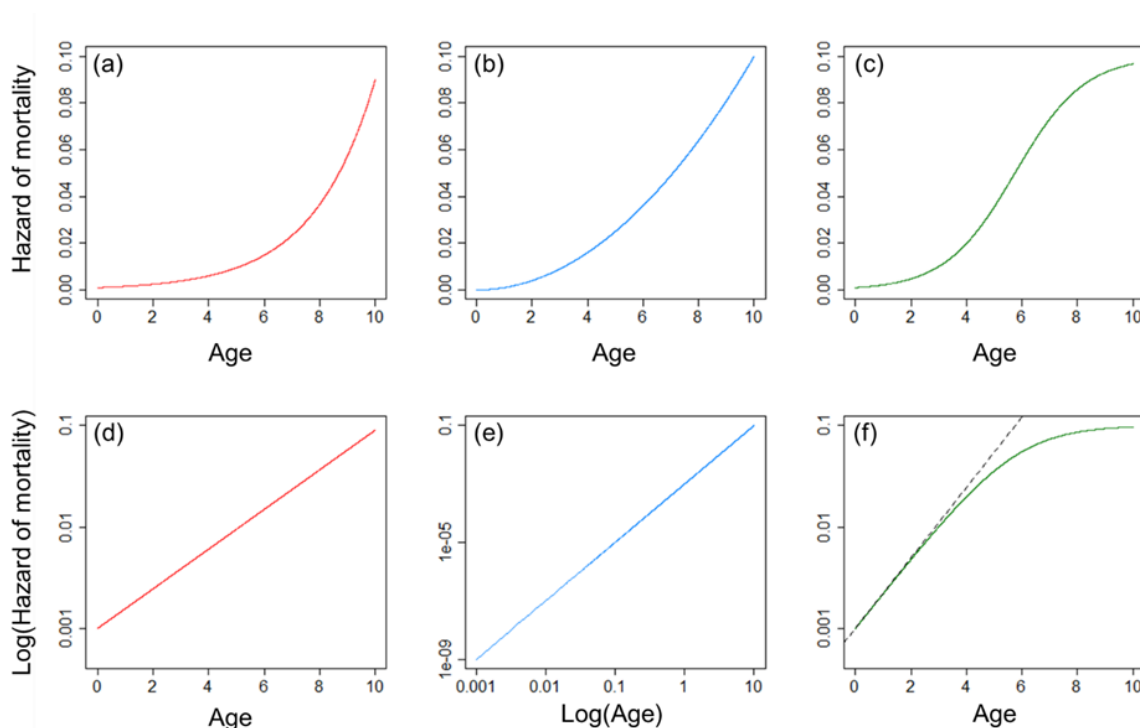 Hazard of mortality
(a)
0.10
0.08
0.06
0.04
0.02
0.00
0 2 4 6 8 10
Age
(b)
0.10
0.08
0.06
0.04
0.02
0.00
0 2 4 6 8 10
Age
(c)
0.10
0.08
0.06
0.04
0.02
0.00
0 2 4 6 8 10
Age
Log(Hazard of mortality)
(d)
0.1
0.01
0.001
0 2 4 6 8 10
Age
(e)
0.1
1e-05
1e-09
0.001 0.01 0.1 1 10
Log(Age)
(f)
0.1
0.01
0.001
0 2 4 6 8 10
Age